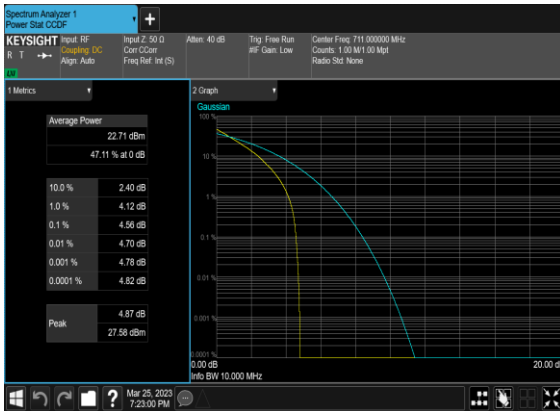 Spectrum Analyzer 1
Power Stat CCDF
KEYSIGHT
R T
LXI
Input: RF
Coupling: DC
Align: Auto
Input Z: 50 Ω
Corr CCorr
Freq Ref: Int (S)
Atten: 40 dB
Trig: Free Run
#IF Gain: Low
Center Freq: 711.000000 MHz
Counts: 1.00 M/1.00 Mpt
Radio Std: None
1 Metrics
Average Power
22.71 dBm
47.11 % at 0 dB
10.0 % 2.40 dB
1.0 % 4.12 dB
0.1 % 4.56 dB
0.01 % 4.70 dB
0.001 % 4.78 dB
0.0001 % 4.82 dB
Peak 4.87 dB
27.58 dBm
2 Graph
Gaussian
100 %
10 %
1 %
0.1 %
0.01 %
0.001 %
0.0001 %
0.00 dB
20.00 d
Info BW 10.000 MHz
?
Mar 25, 2023
7:23:00 PM